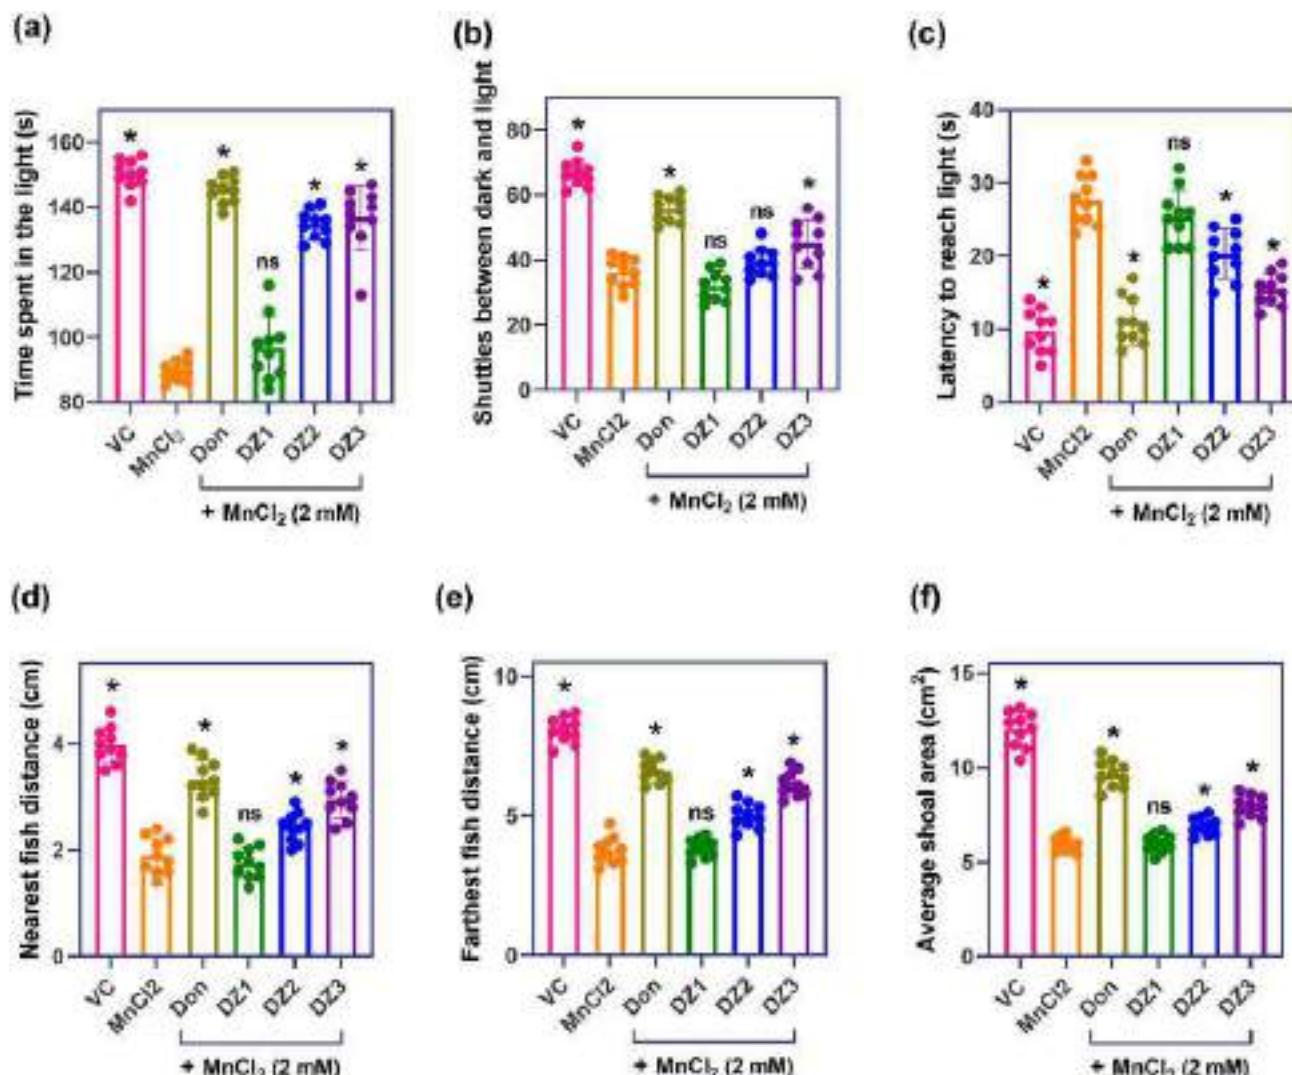 (a)
Time spent in the light (s)
160
140
120
100
80
*
*
ns
*
*
VC
MnCl₂
Don
DZ1
DZ2
DZ3
+ MnCl₂ (2 mM)
(b)
Shuttles between dark and light
80
60
40
20
0
*
*
ns
ns
*
VC
MnCl2
Don
DZ1
DZ2
DZ3
+ MnCl₂ (2 mM)
(c)
Latency to reach light (s)
40
30
20
10
0
*
*
ns
*
*
VC
MnCl2
Don
DZ1
DZ2
DZ3
+ MnCl₂ (2 mM)
(d)
Nearest fish distance (cm)
4
2
0
*
*
ns
*
*
VC
MnCl2
Don
DZ1
DZ2
DZ3
+ MnCl₂ (2 mM)
(e)
Farthest fish distance (cm)
10
5
0
*
*
ns
*
*
VC
MnCl2
Don
DZ1
DZ2
DZ3
+ MnCl₂ (2 mM)
(f)
Average shoal area (cm²)
15
10
5
0
*
*
ns
*
*
VC
MnCl2
Don
DZ1
DZ2
DZ3
+ MnCl₂ (2 mM)